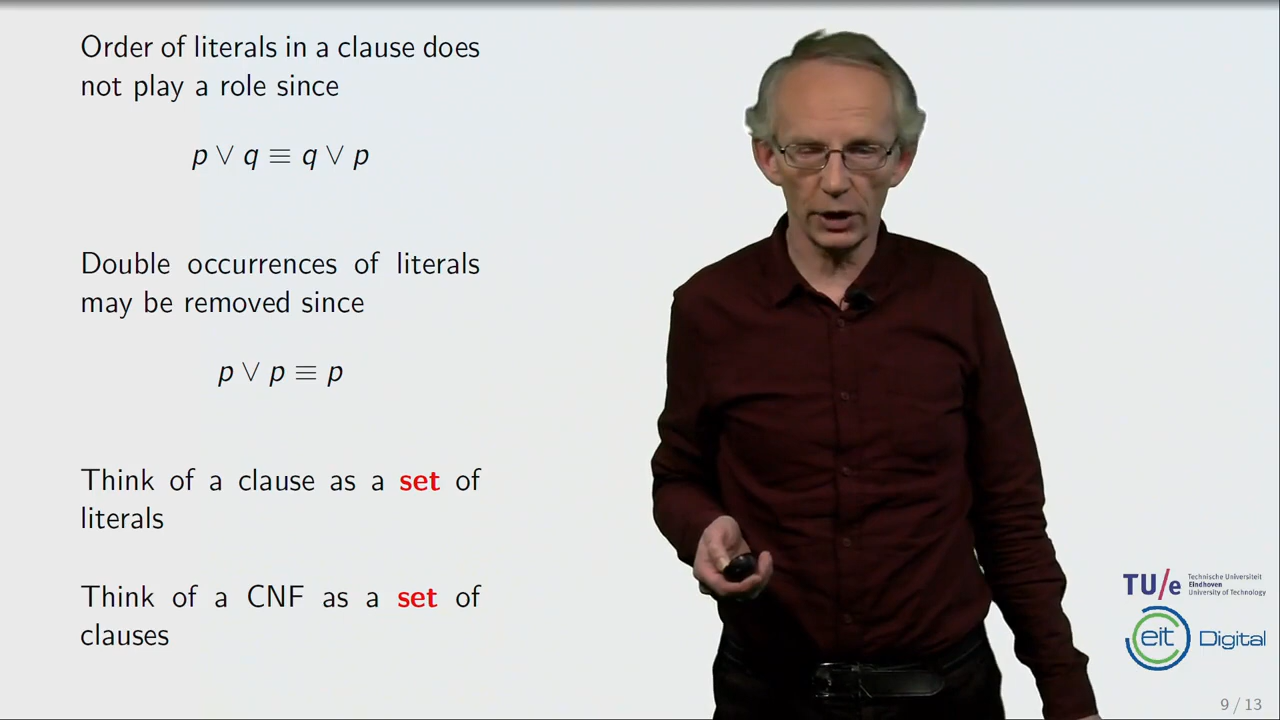 Order of literals in a clause does
not play a role since
p ∨ q ≡ q ∨ p
Double occurrences of literals
may be removed since
p ∨ p ≡ p
Think of a clause as a set of
literals
Think of a CNF as a set of
clauses
TU/e Technische Universiteit
Eindhoven
University of Technology
eit Digital
9 / 13